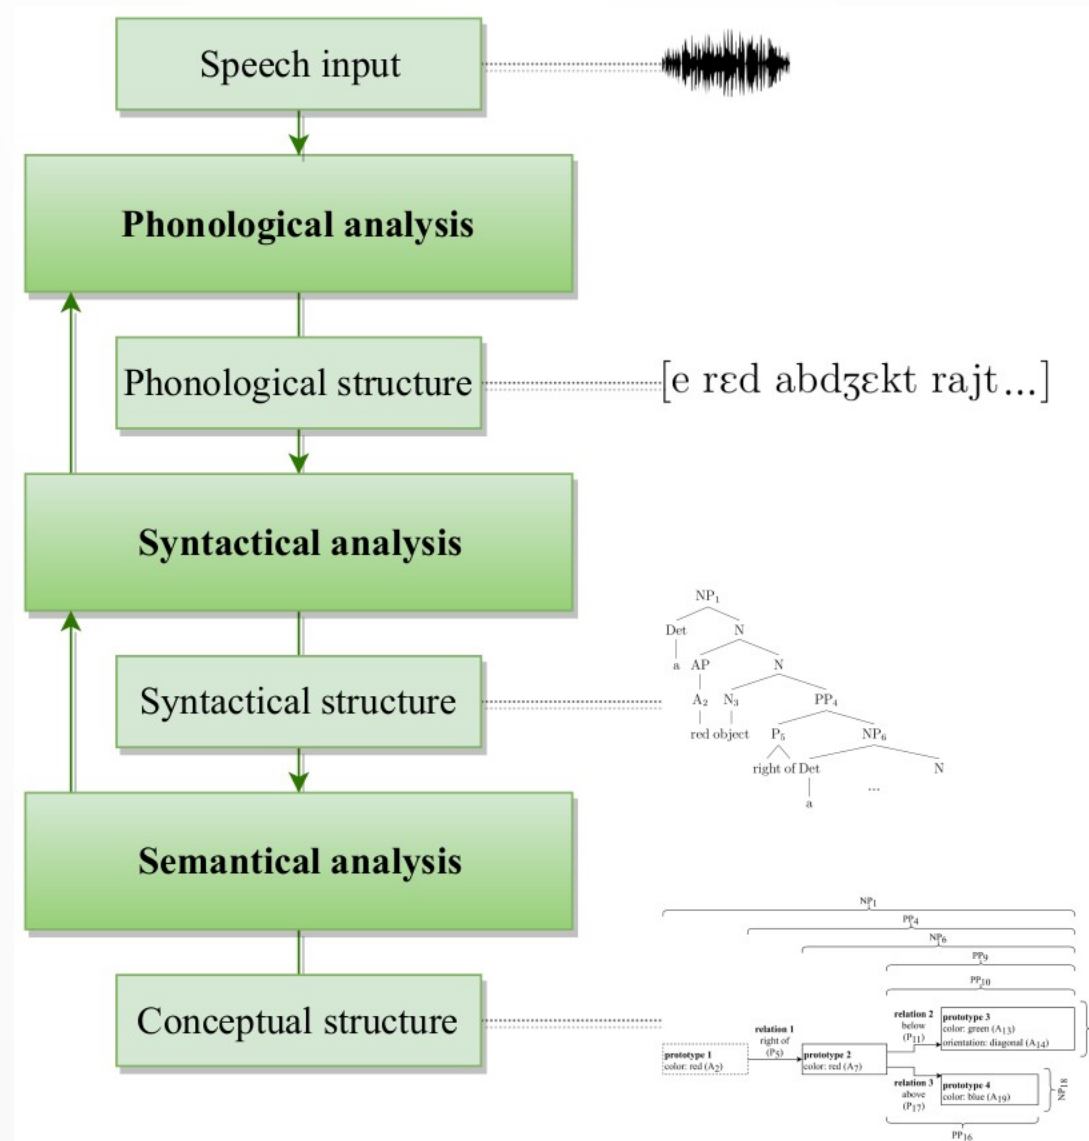 Speech input
Phonological analysis
Phonological structure
[e rɛd abdʒɛkt rajt...]
Syntactical analysis
Syntactical structure
NP₁
Det N
a AP N
A₂ N₃ PP₄
red object P₅ NP₆
right of Det N
a ...
Semantical analysis
Conceptual structure
NP₁
PP₄
NP₆
PP₉
PP₁₀
prototype 1
color: red (A₂)
relation 1
right of
(P₅)
prototype 2
color: red (A₇)
relation 2
below
(P₁₁)
prototype 3
color: green (A₁₃)
orientation: diagonal (A₁₄)
relation 3
above
(P₁₇)
prototype 4
color: blue (A₁₉)
NP₁₈
PP₁₆